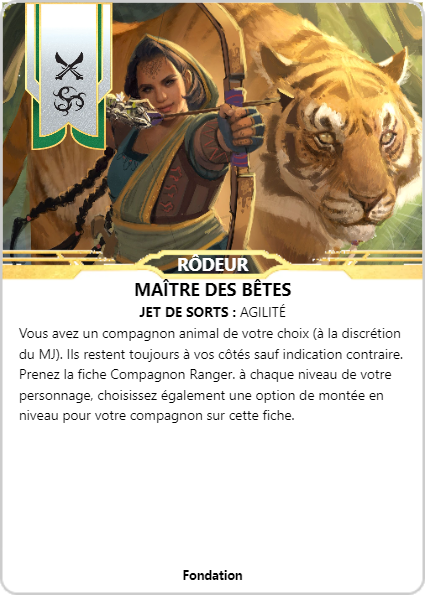 RÔDEUR
MAÎTRE DES BÊTES
JET DE SORTS : AGILITÉ
Vous avez un compagnon animal de votre choix (à la discrétion
du MJ). Ils restent toujours à vos côtés sauf indication contraire.
Prenez la fiche Compagnon Ranger. à chaque niveau de votre
personnage, choisissez également une option de montée en
niveau pour votre compagnon sur cette fiche.
Fondation